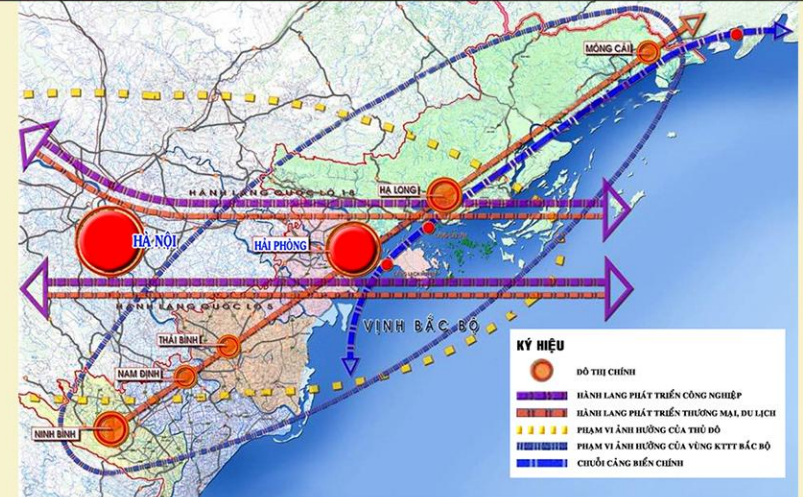 MÓNG CÁI
HÀNH LANG QUỐC LỘ 18
HẠ LONG
HÀ NỘI
HẢI PHÒNG
HÀNH LANG QUỐC LỘ 5
VỊNH BẮC BỘ
THÁI BÌNH
NAM ĐỊNH
NINH BÌNH
KÝ HIỆU
ĐÔ THỊ CHÍNH
HÀNH LANG PHÁT TRIỂN CÔNG NGHIỆP
HÀNH LANG PHÁT TRIỂN THƯƠNG MẠI, DU LỊCH
PHẠM VI ẢNH HƯỞNG CỦA THỦ ĐÔ
PHẠM VI ẢNH HƯỞNG CỦA VÙNG KTTT BẮC BỘ
CHUỖI CẢNG BIỂN CHÍNH